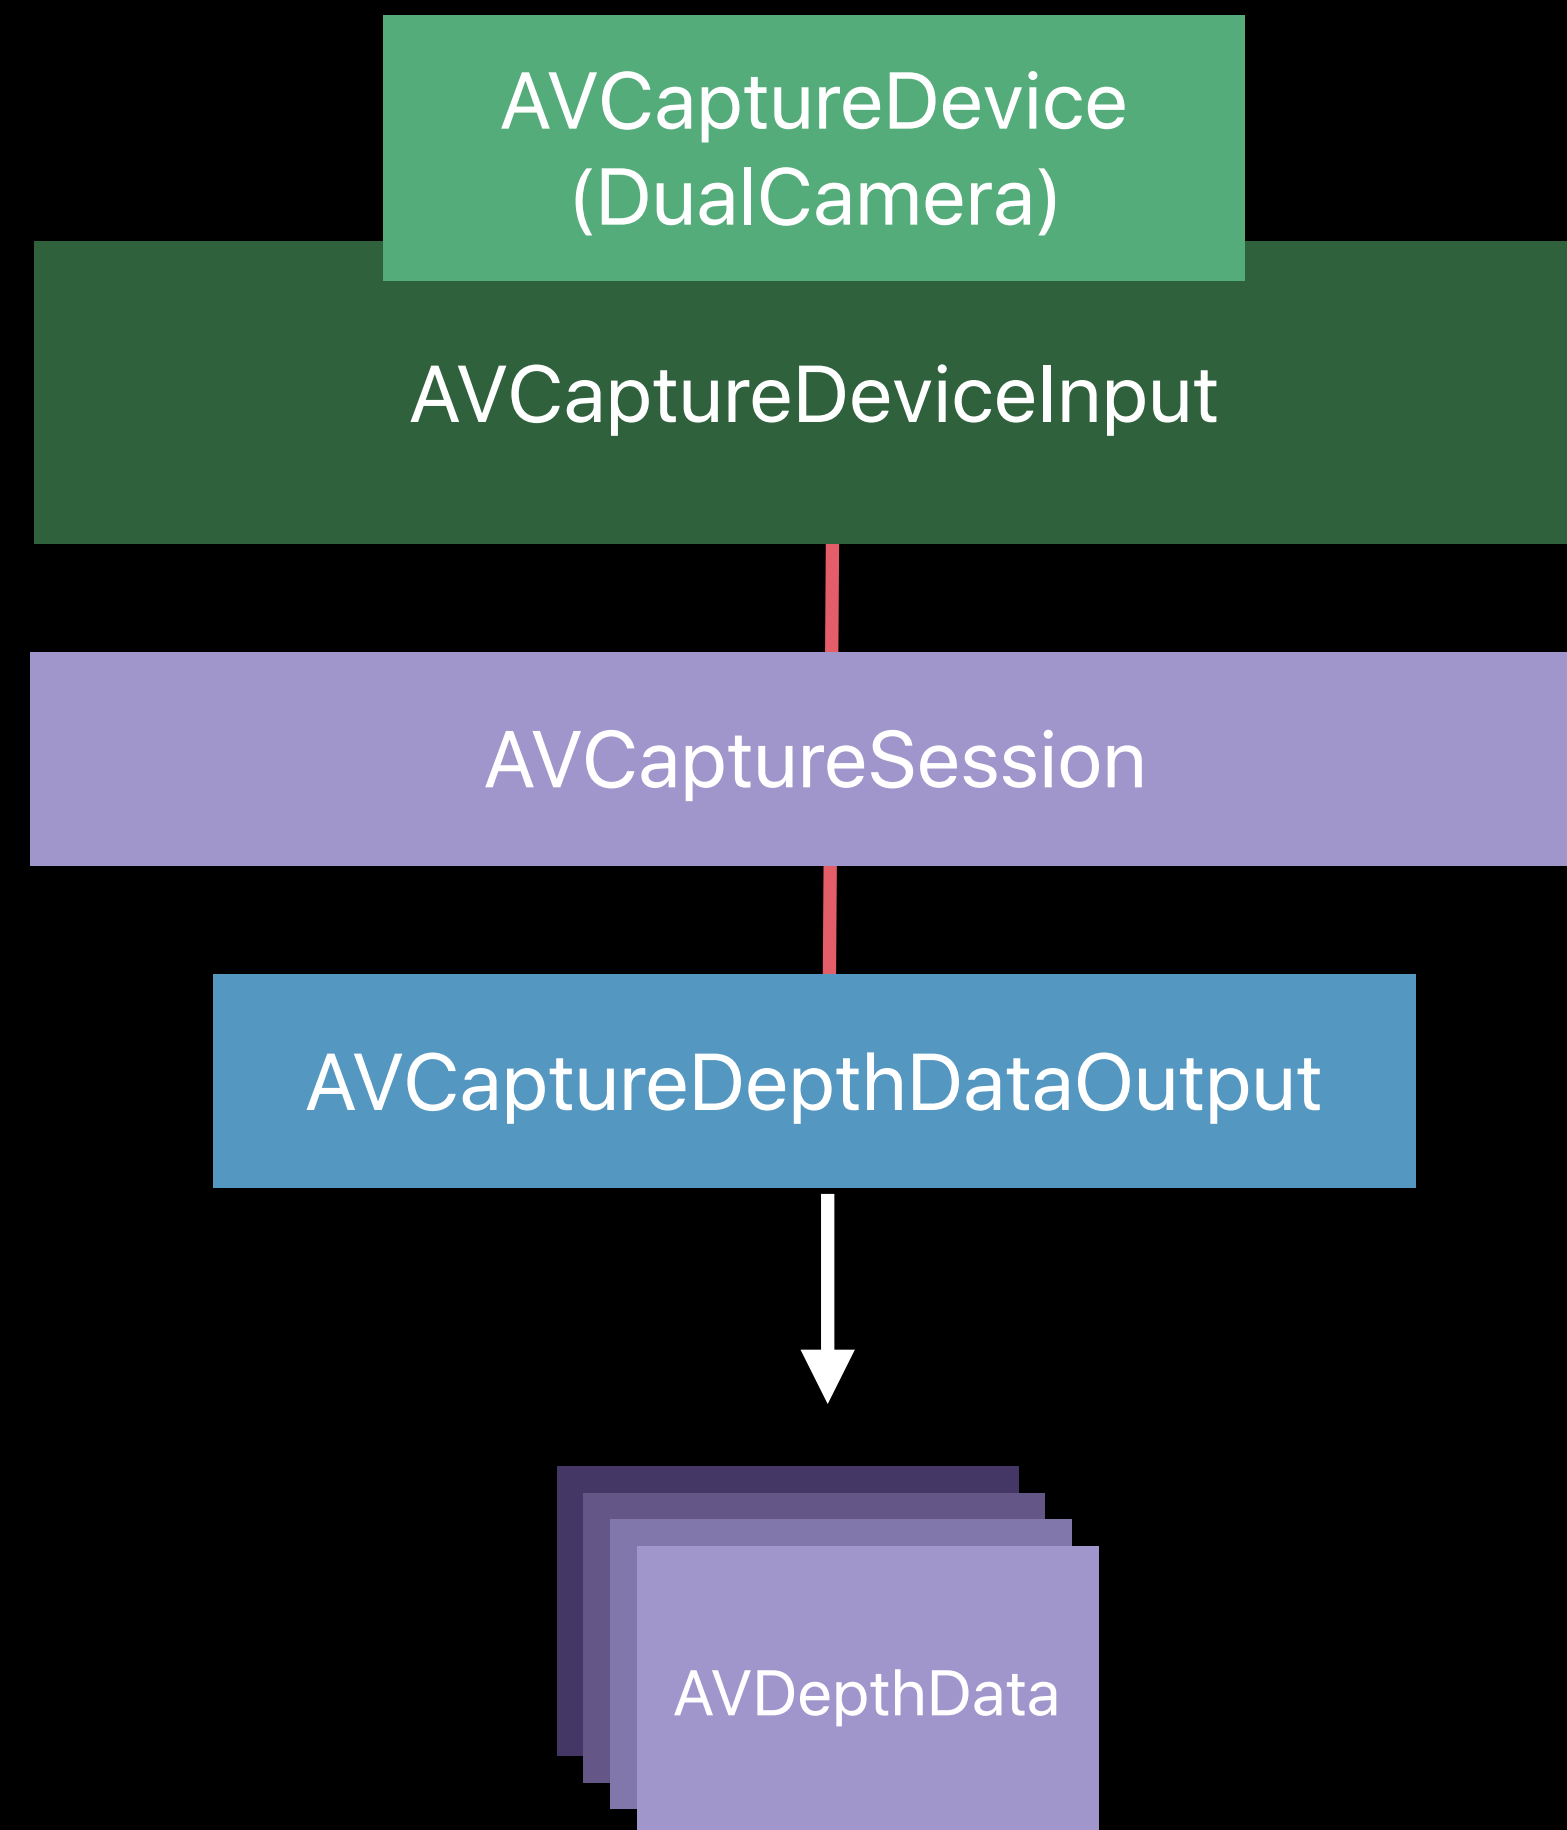 AVCaptureDevice
(DualCamera)
AVCaptureDeviceInput
AVCaptureSession
AVCaptureDepthDataOutput
AVDepthData